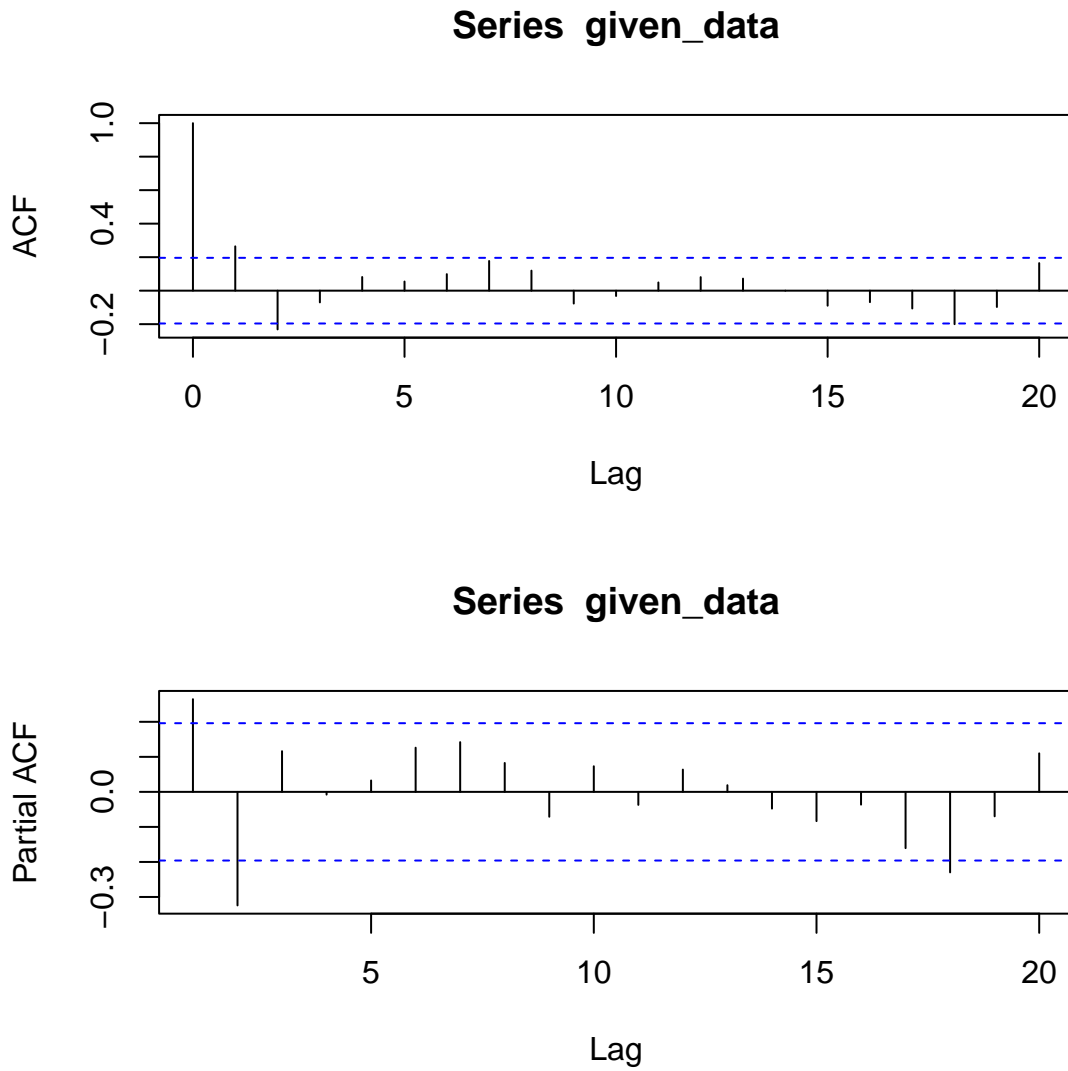 Series  given_data
ACF
1.0
0.4
−0.2
0 5 10 15 20
Lag
Series  given_data
Partial ACF
0.0
−0.3
5 10 15 20
Lag